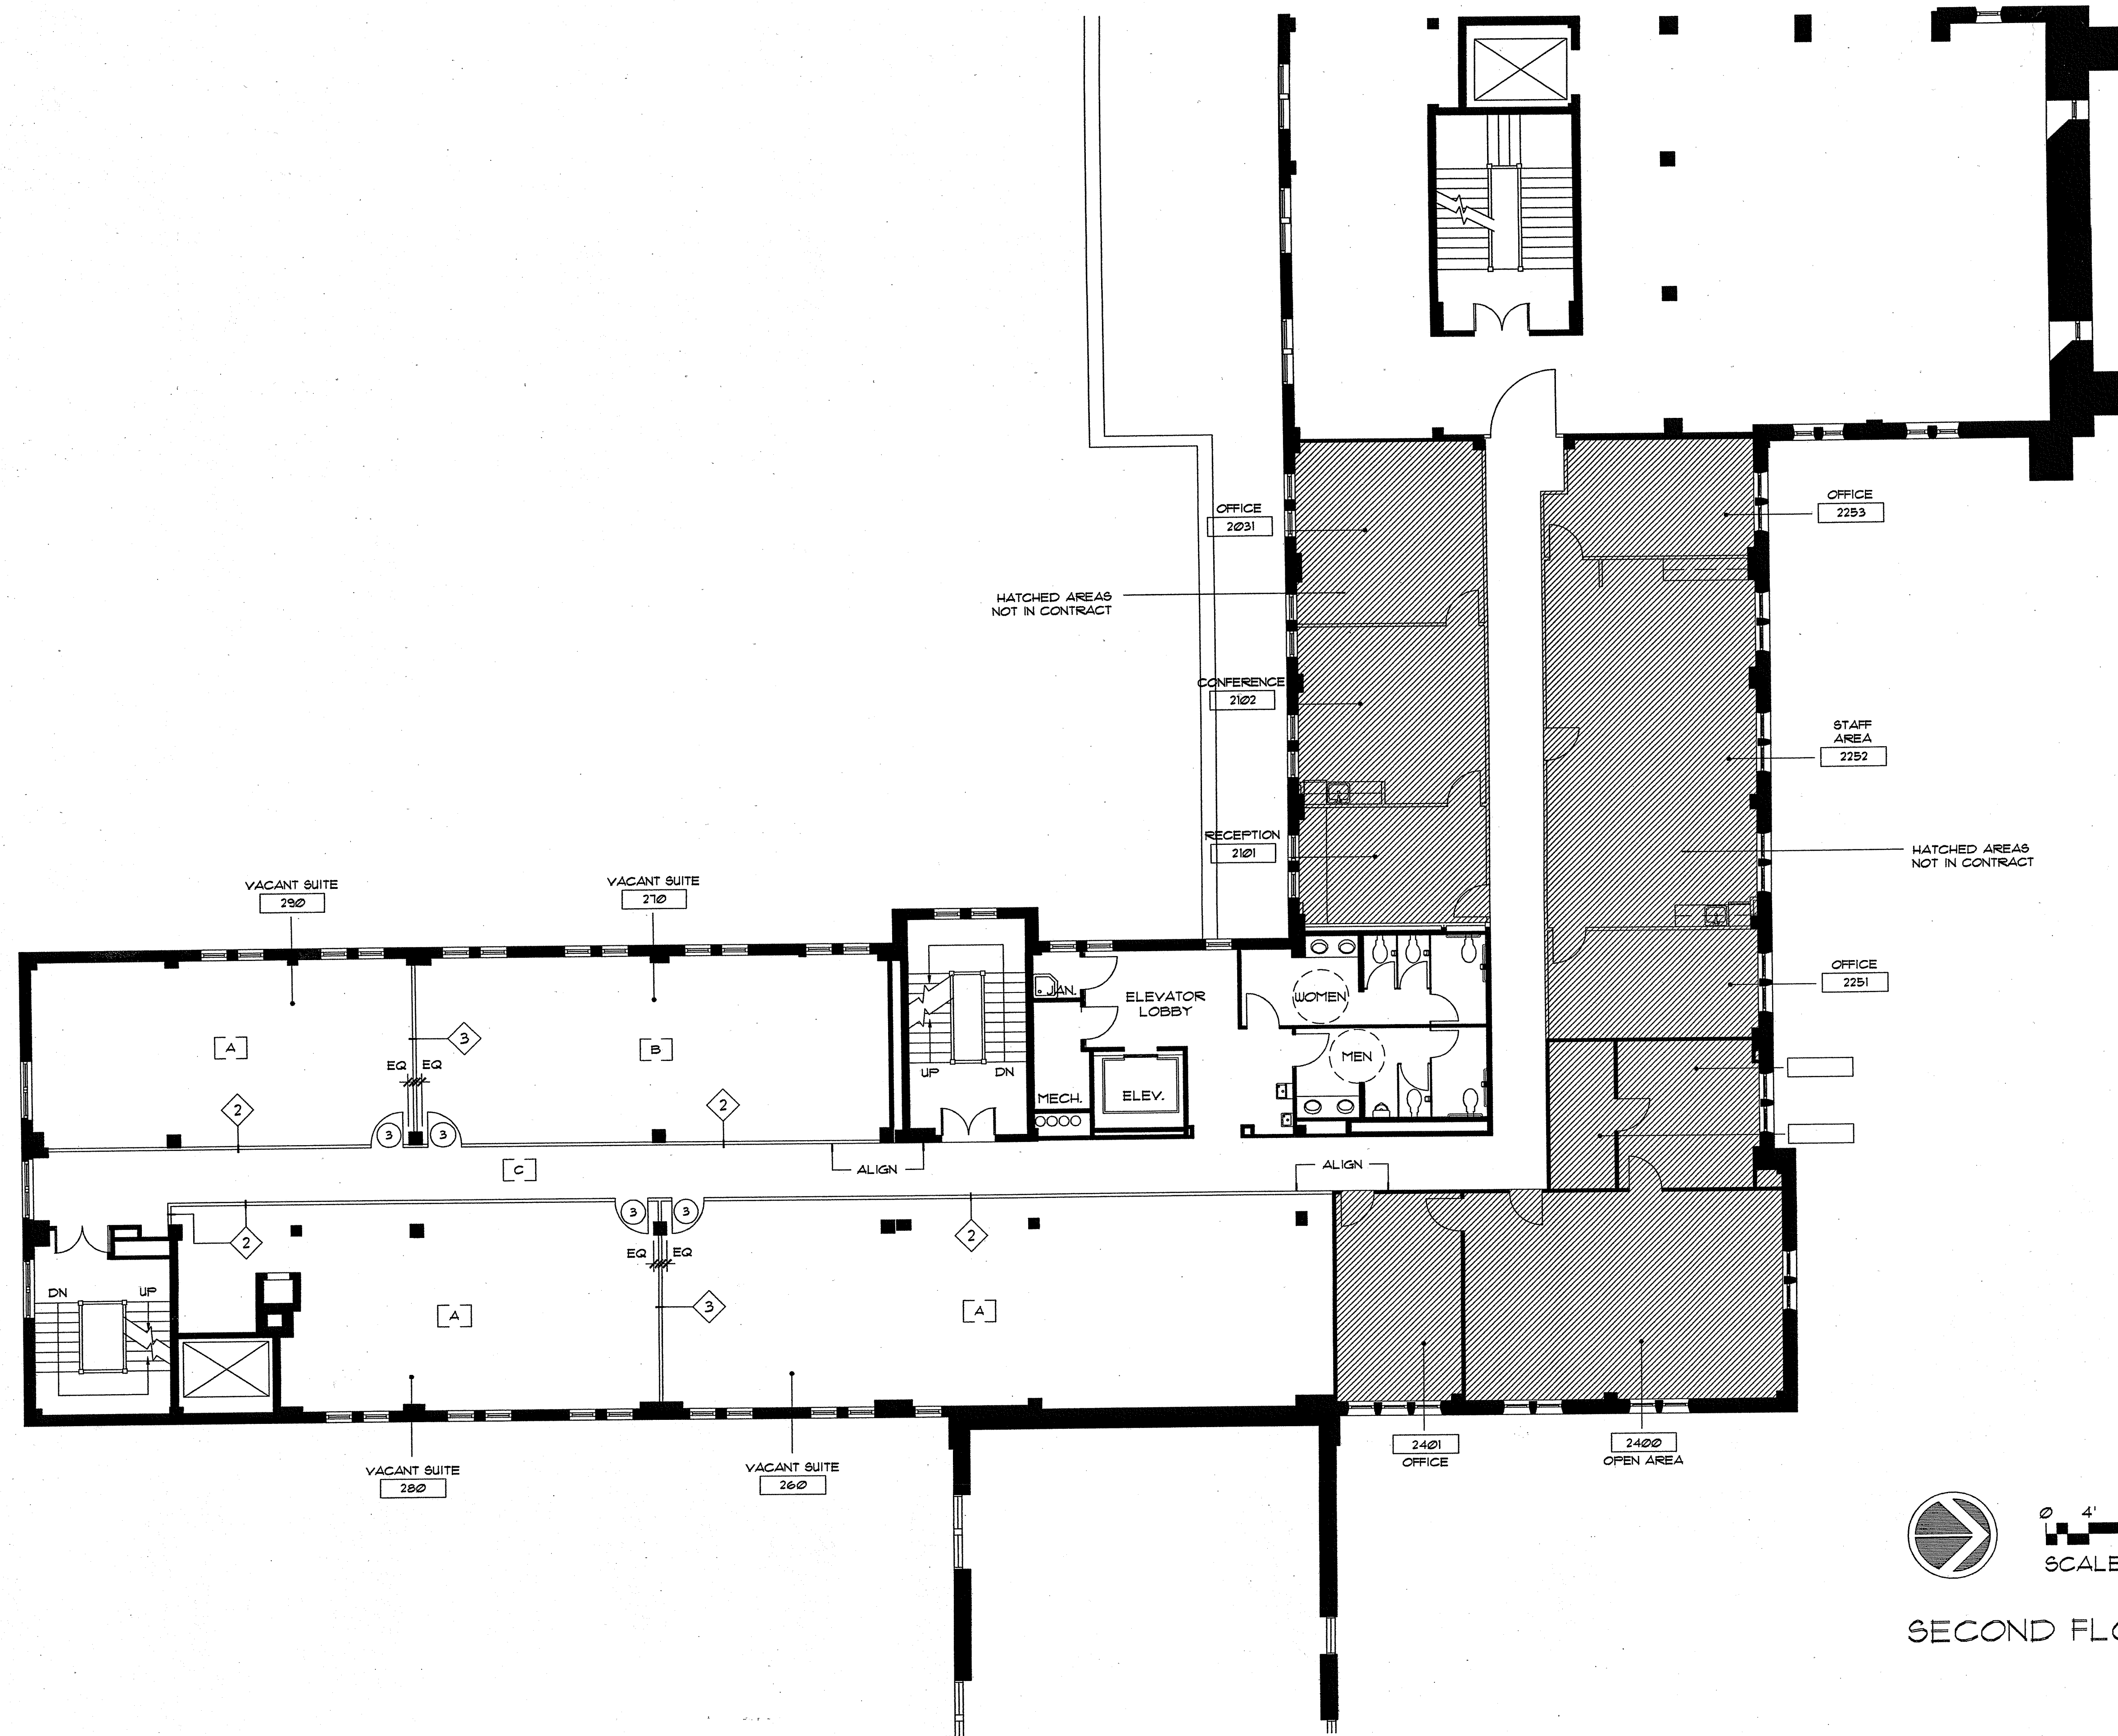 OFFICE
2031
OFFICE
2253
HATCHED AREAS
NOT IN CONTRACT
CONFERENCE
2102
STAFF
AREA
2252
RECEPTION
2101
HATCHED AREAS
NOT IN CONTRACT
VACANT SUITE
290
VACANT SUITE
270
OFFICE
2251
JAN.
ELEVATOR
LOBBY
WOMEN
A
3
B
EQ
EQ
MEN
UP
DN
MECH.
ELEV.
2
2
3
3
C
ALIGN
ALIGN
3
3
2
2
EQ
EQ
DN
UP
A
3
A
2401
OFFICE
2400
OPEN AREA
VACANT SUITE
280
VACANT SUITE
260
0 4'
SCALE
SECOND FLO